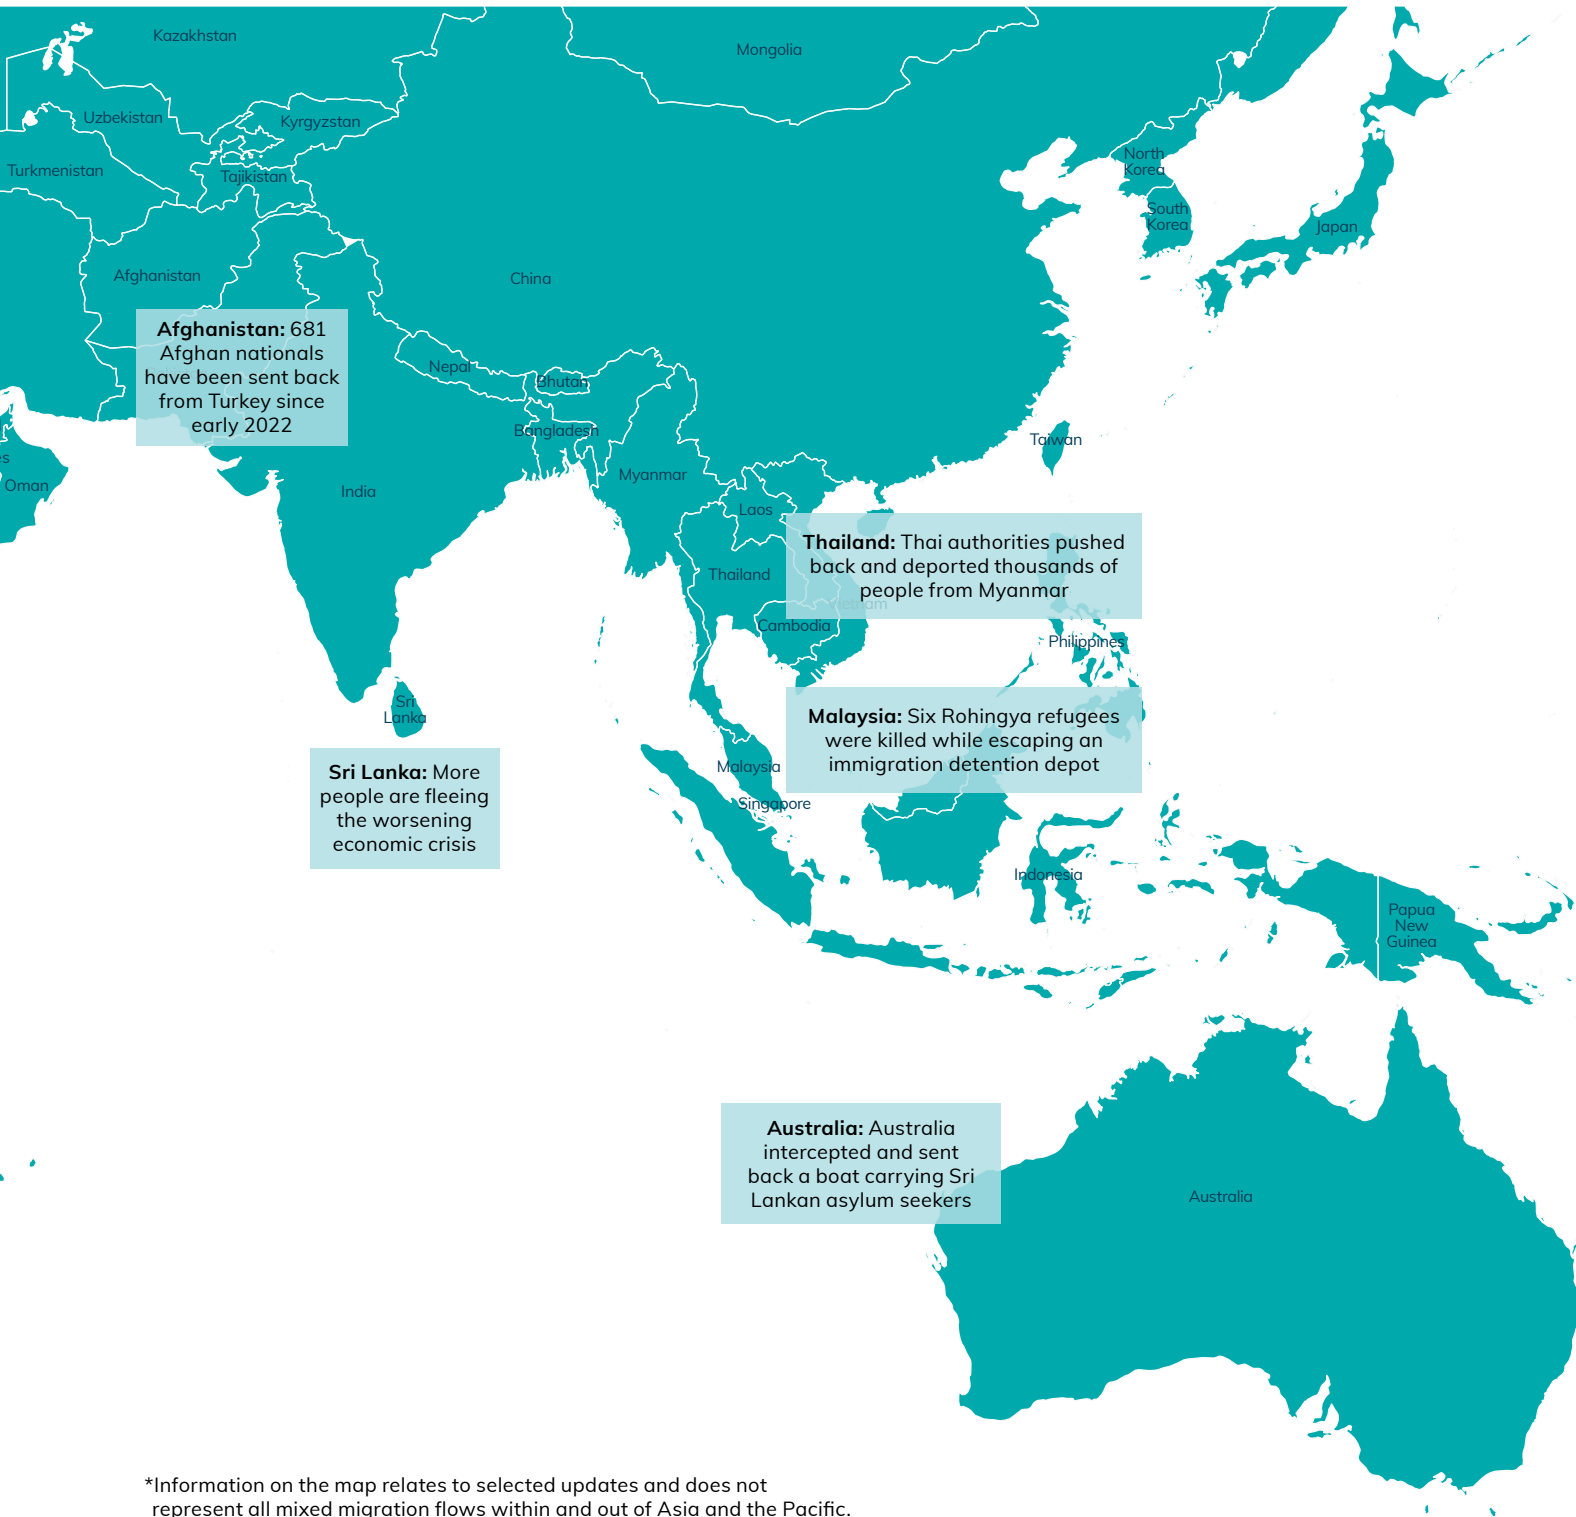 Kazakhstan
Mongolia
Uzbekistan
Kyrgyzstan
Turkmenistan
Tajikistan
North
Korea
South
Korea
Japan
Afghanistan
China
Afghanistan: 681
Afghan nationals
have been sent back
from Turkey since
early 2022
Nepal
Bhutan
Bangladesh
Taiwan
es
Oman
India
Myanmar
Laos
Thailand: Thai authorities pushed
back and deported thousands of
people from Myanmar
Thailand
Vietnam
Cambodia
Philippines
Sri
Lanka
Malaysia: Six Rohingya refugees
were killed while escaping an
immigration detention depot
Malaysia
Singapore
Sri Lanka: More
people are fleeing
the worsening
economic crisis
Indonesia
Papua
New
Guinea
Australia: Australia
intercepted and sent
back a boat carrying Sri
Lankan asylum seekers
Australia
*Information on the map relates to selected updates and does not
represent all mixed migration flows within and out of Asia and the Pacific.